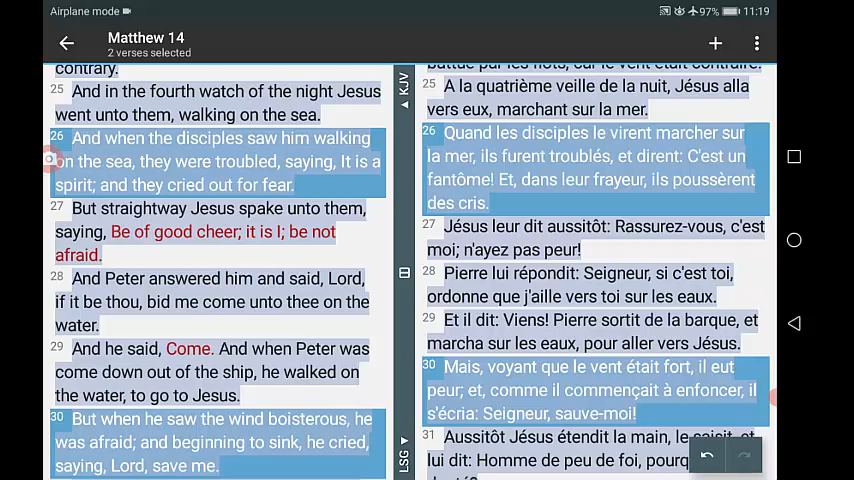 Airplane mode
97%
11:19
Matthew 14
2 verses selected
contrary.
25 And in the fourth watch of the night Jesus
went unto them, walking on the sea.
26 And when the disciples saw him walking
on the sea, they were troubled, saying, It is a
spirit; and they cried out for fear.
27 But straightway Jesus spake unto them,
saying, Be of good cheer; it is I; be not
afraid.
28 And Peter answered him and said, Lord,
if it be thou, bid me come unto thee on the
water.
29 And he said, Come. And when Peter was
come down out of the ship, he walked on
the water, to go to Jesus.
30 But when he saw the wind boisterous, he
was afraid; and beginning to sink, he cried,
saying, Lord, save me.
KJV
LSG
battue par les flots, car le vent était contraire.
25 A la quatrième veille de la nuit, Jésus alla
vers eux, marchant sur la mer.
26 Quand les disciples le virent marcher sur
la mer, ils furent troublés, et dirent: C'est un
fantôme! Et, dans leur frayeur, ils poussèrent
des cris.
27 Jésus leur dit aussitôt: Rassurez-vous, c'est
moi; n'ayez pas peur!
28 Pierre lui répondit: Seigneur, si c'est toi,
ordonne que j'aille vers toi sur les eaux.
29 Et il dit: Viens! Pierre sortit de la barque, et
marcha sur les eaux, pour aller vers Jésus.
30 Mais, voyant que le vent était fort, il eut
peur; et, comme il commençait à enfoncer, il
s'écria: Seigneur, sauve-moi!
31 Aussitôt Jésus étendit la main, le saisit, et
lui dit: Homme de peu de foi, pourq